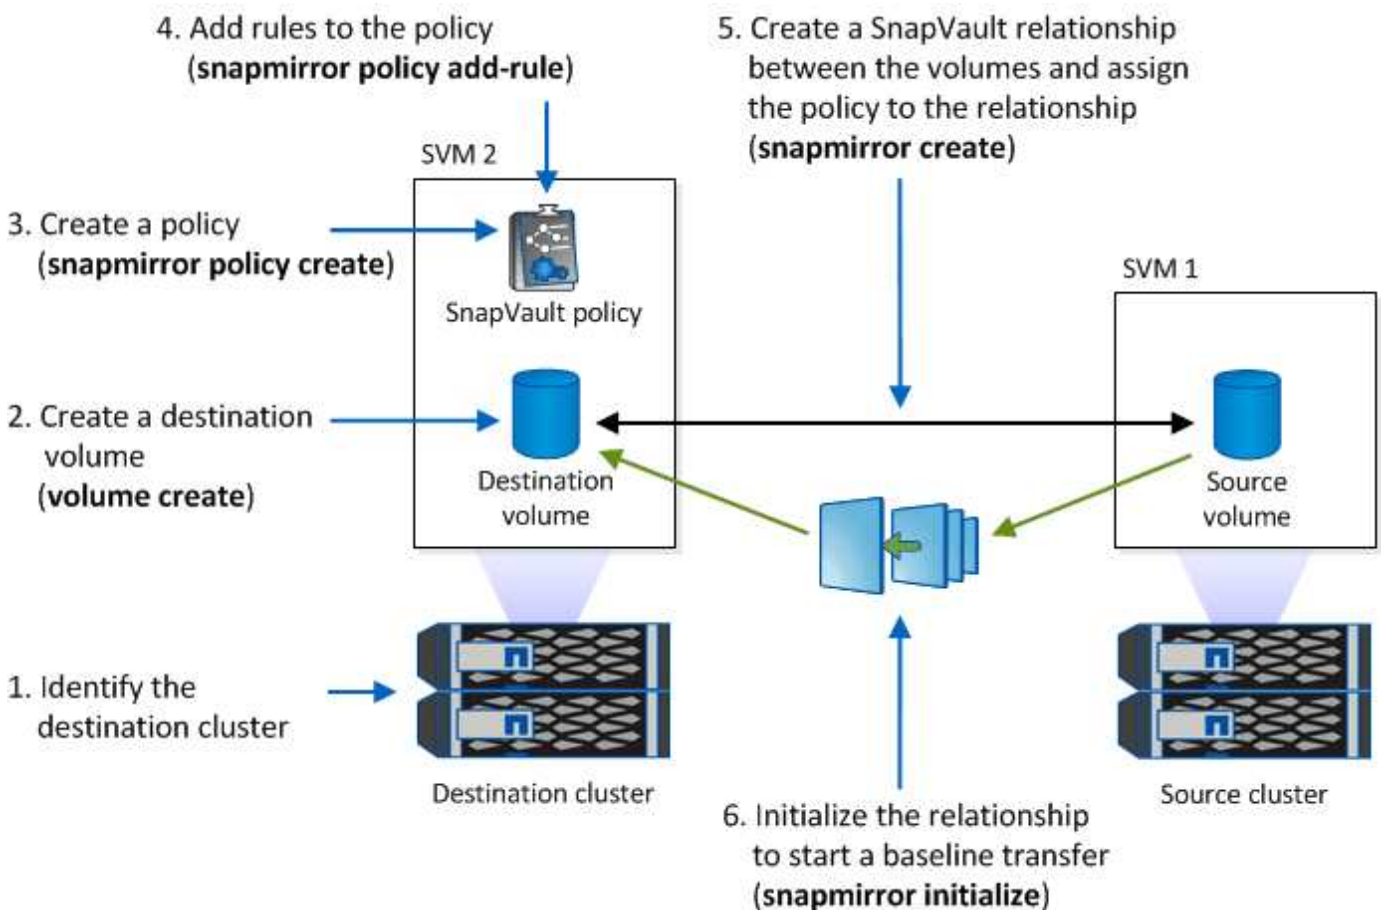 4. Add rules to the policy
(snapmirror policy add-rule)
5. Create a SnapVault relationship
between the volumes and assign
the policy to the relationship
(snapmirror create)
SVM 2
3. Create a policy
(snapmirror policy create)
SnapVault policy
SVM 1
2. Create a destination
volume
(volume create)
Destination
volume
Source
volume
1. Identify the
destination cluster
Destination cluster
Source cluster
6. Initialize the relationship
to start a baseline transfer
(snapmirror initialize)